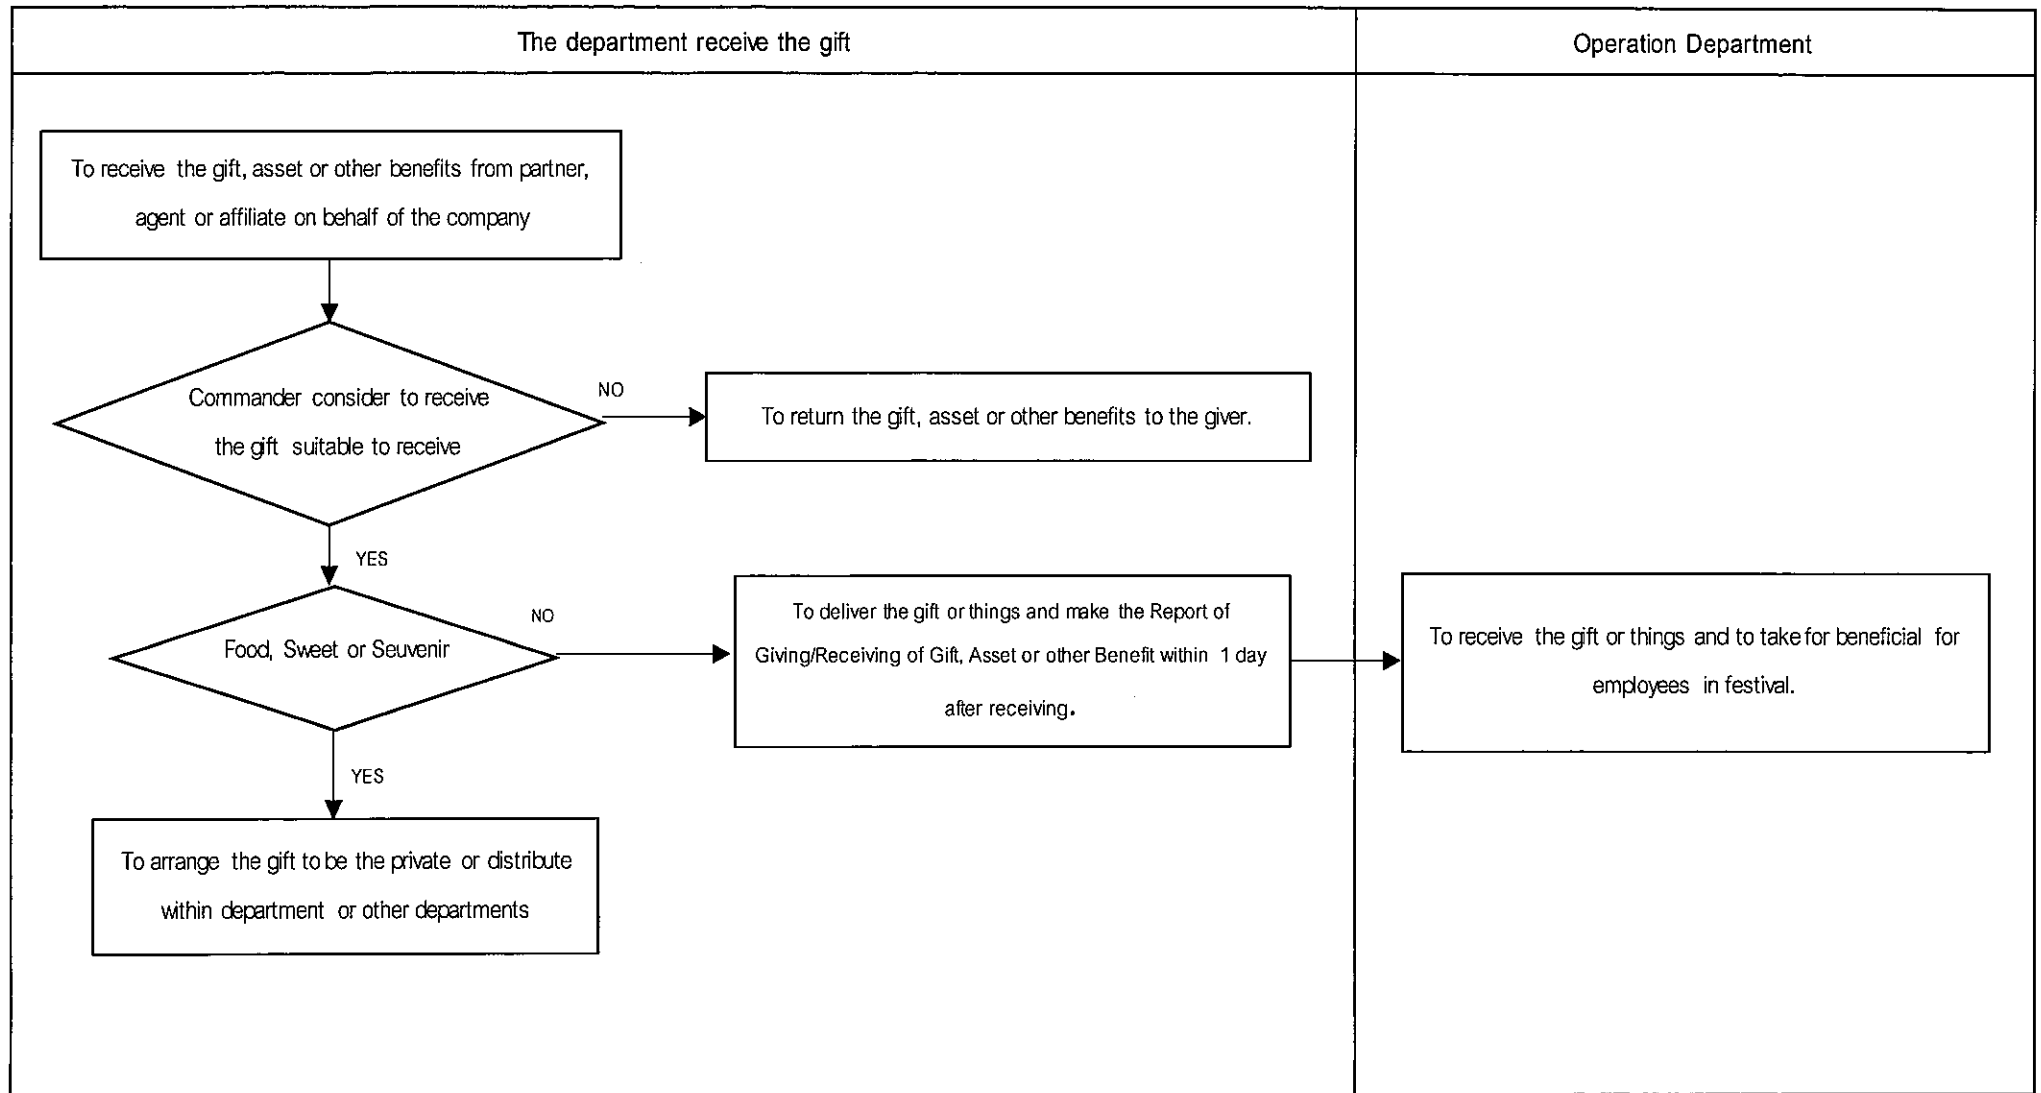 The department receive the gift
Operation Department
To receive the gift, asset or other benefits from partner,
agent or affiliate on behalf of the company
Commander consider to receive
the gift suitable to receive
NO
To return the gift, asset or other benefits to the giver.
YES
Food, Sweet or Seuvenir
NO
To deliver the gift or things and make the Report of
Giving/Receiving of Gift, Asset or other Benefit within 1 day
after receiving.
To receive the gift or things and to take for beneficial for
employees in festival.
YES
To arrange the gift to be the private or distribute
within department or other departments